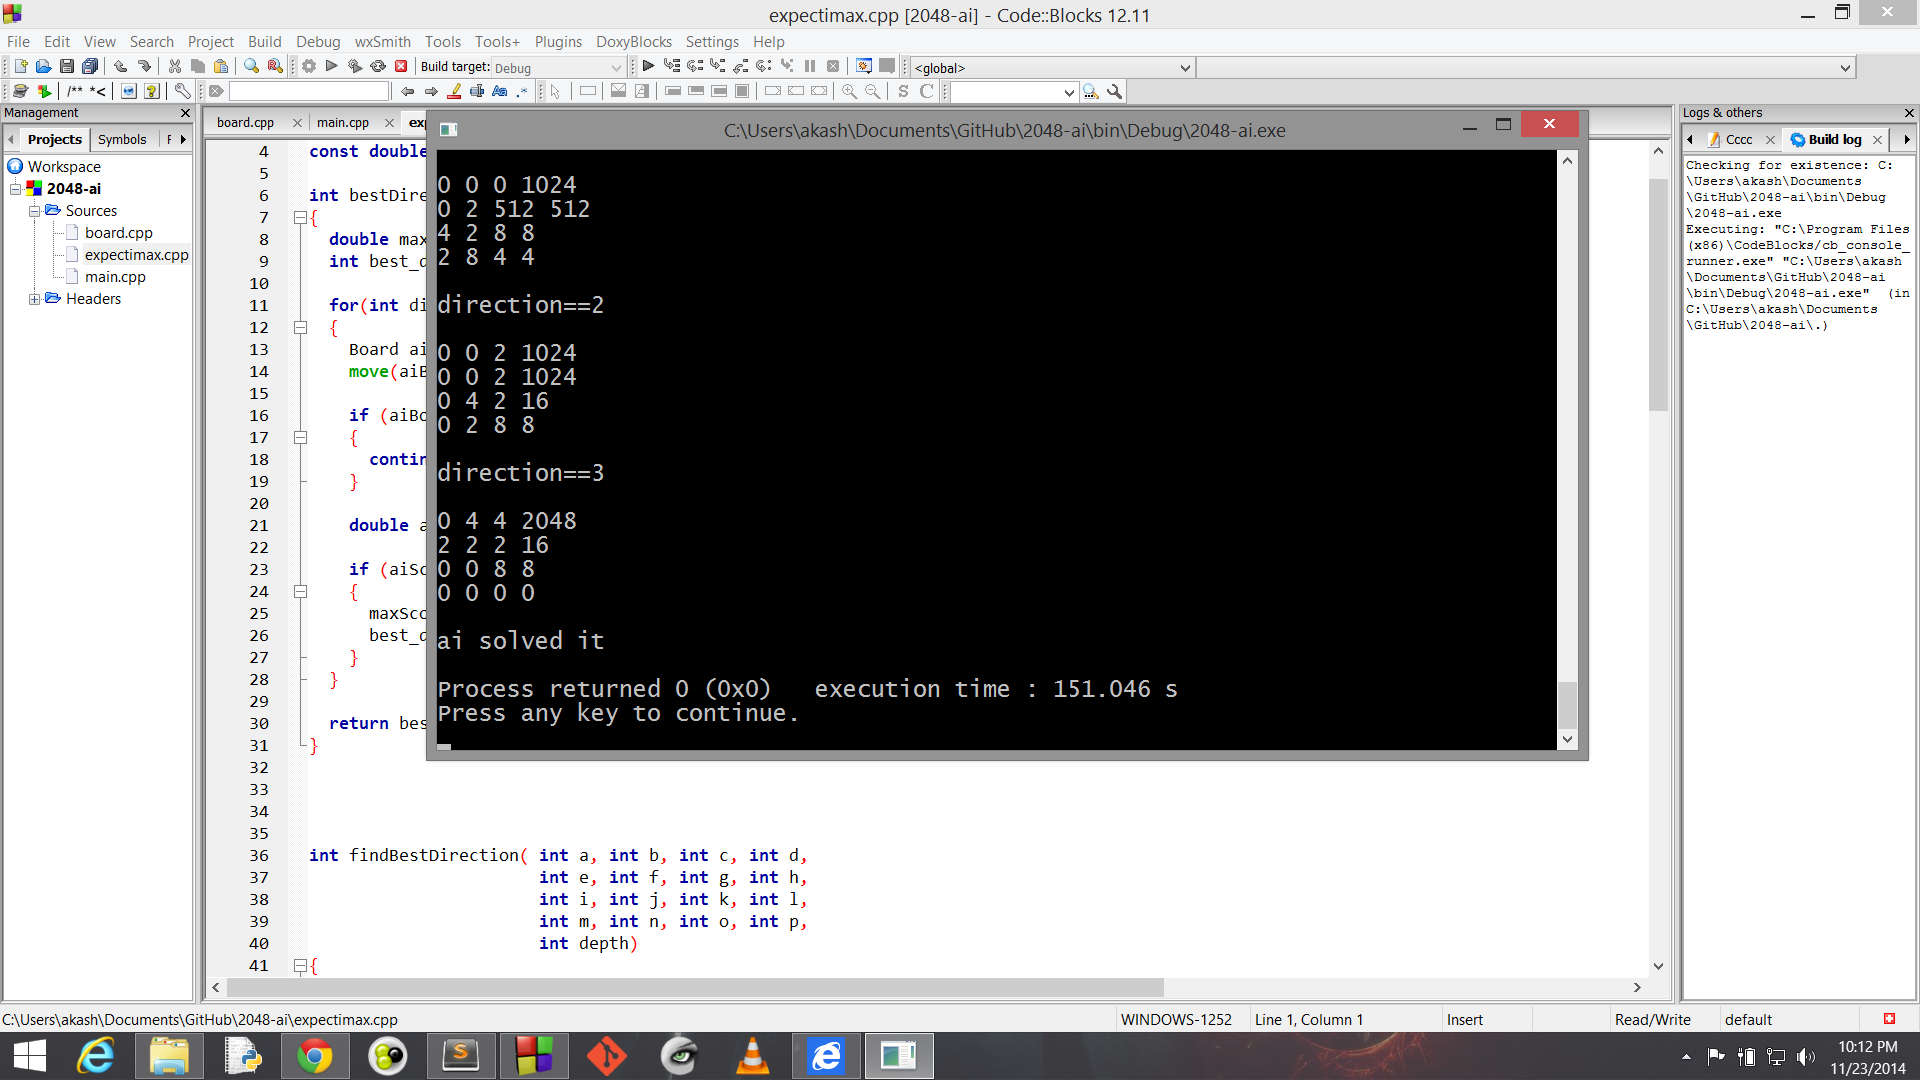 expectimax.cpp [2048-ai] - Code::Blocks 12.11
File Edit View Search Project Build Debug wxSmith Tools Tools+ Plugins DoxyBlocks Settings Help
Build target: Debug
<global>
/** *<
Aa .*
S C
Management
Projects Symbols F
Workspace
2048-ai
Sources
board.cpp
expectimax.cpp
main.cpp
Headers
board.cpp main.cpp exp
4 const double
5
6 int bestDire
7 {
8 double max
9 int best_d
10
11 for(int di
12 {
13 Board ai
14 move(aiB
15
16 if (aiBo
17 {
18 contin
19 }
20
21 double a
22
23 if (aiSc
24 {
25 maxSco
26 best_d
27 }
28 }
29
30 return bes
31 }
32
33
34
35
36 int findBestDirection( int a, int b, int c, int d,
37 int e, int f, int g, int h,
38 int i, int j, int k, int l,
39 int m, int n, int o, int p,
40 int depth)
41 {
C:\Users\akash\Documents\GitHub\2048-ai\bin\Debug\2048-ai.exe
0 0 0 1024
0 2 512 512
4 2 8 8
2 8 4 4
direction==2
0 0 2 1024
0 0 2 1024
0 4 2 16
0 2 8 8
direction==3
0 4 4 2048
2 2 2 16
0 0 8 8
0 0 0 0
ai solved it
Process returned 0 (0x0)   execution time : 151.046 s
Press any key to continue.
Logs & others
Cccc Build log
Checking for existence: C:
\Users\akash\Documents
\GitHub\2048-ai\bin\Debug
\2048-ai.exe
Executing: "C:\Program Files
(x86)\CodeBlocks/cb_console_
runner.exe" "C:\Users\akash
\Documents\GitHub\2048-ai
\bin\Debug\2048-ai.exe"  (in
C:\Users\akash\Documents
\GitHub\2048-ai\.)
C:\Users\akash\Documents\GitHub\2048-ai\expectimax.cpp WINDOWS-1252 Line 1, Column 1 Insert Read/Write default
10:12 PM
11/23/2014